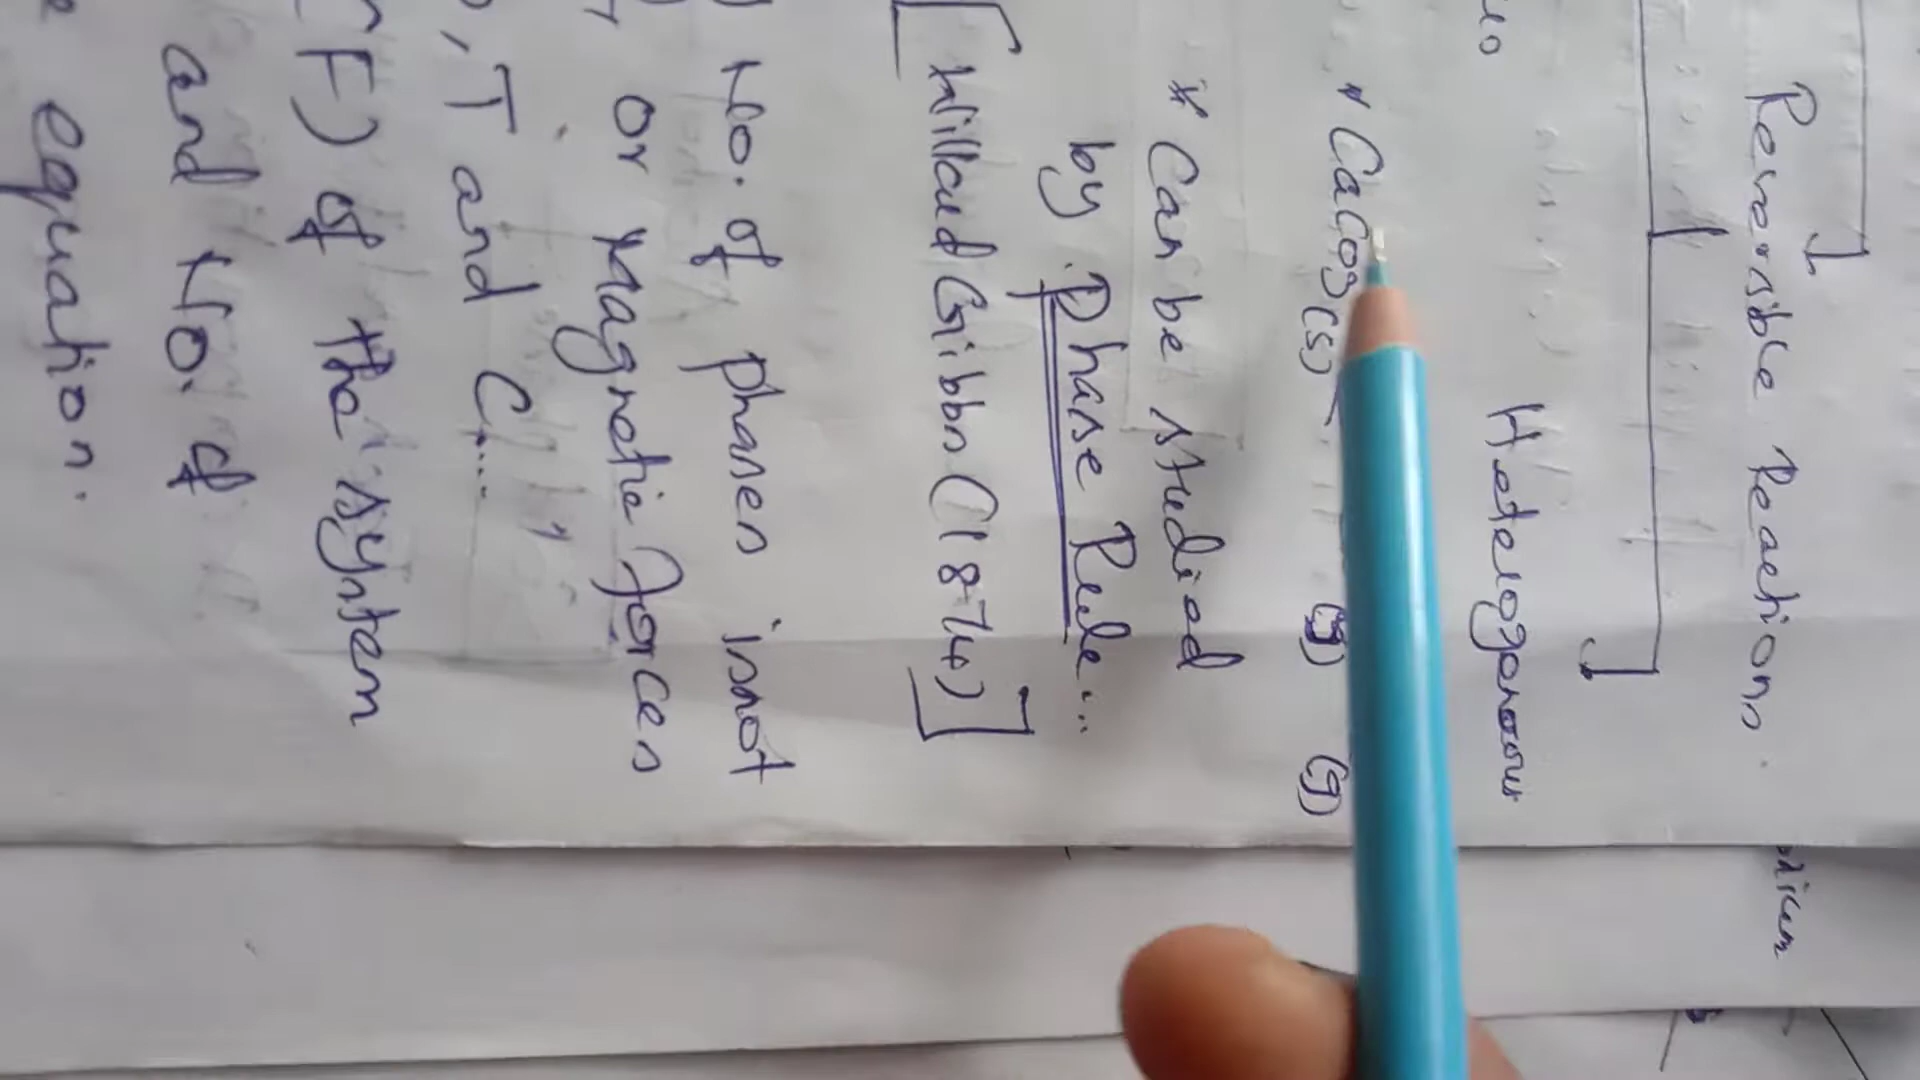 Reversible Reactions.
Heterogeneous
* CaCo3(s)
(g) (g)
* Can be studied
by Phase Rule...
[Willard Gibbs (1874)]
No. of phases is not
or Magnetic Forces
, T and C...
F) of the system
and No. of
equation.